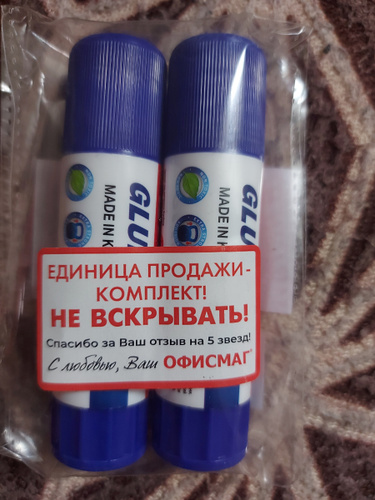 GLU
MADE IN K
GLU
MADE IN K
ЕДИНИЦА ПРОДАЖИ-
КОМПЛЕКТ!
НЕ ВСКРЫВАТЬ!
Спасибо за Ваш отзыв на 5 звезд!
С любовью, Ваш ОФИСМАГ